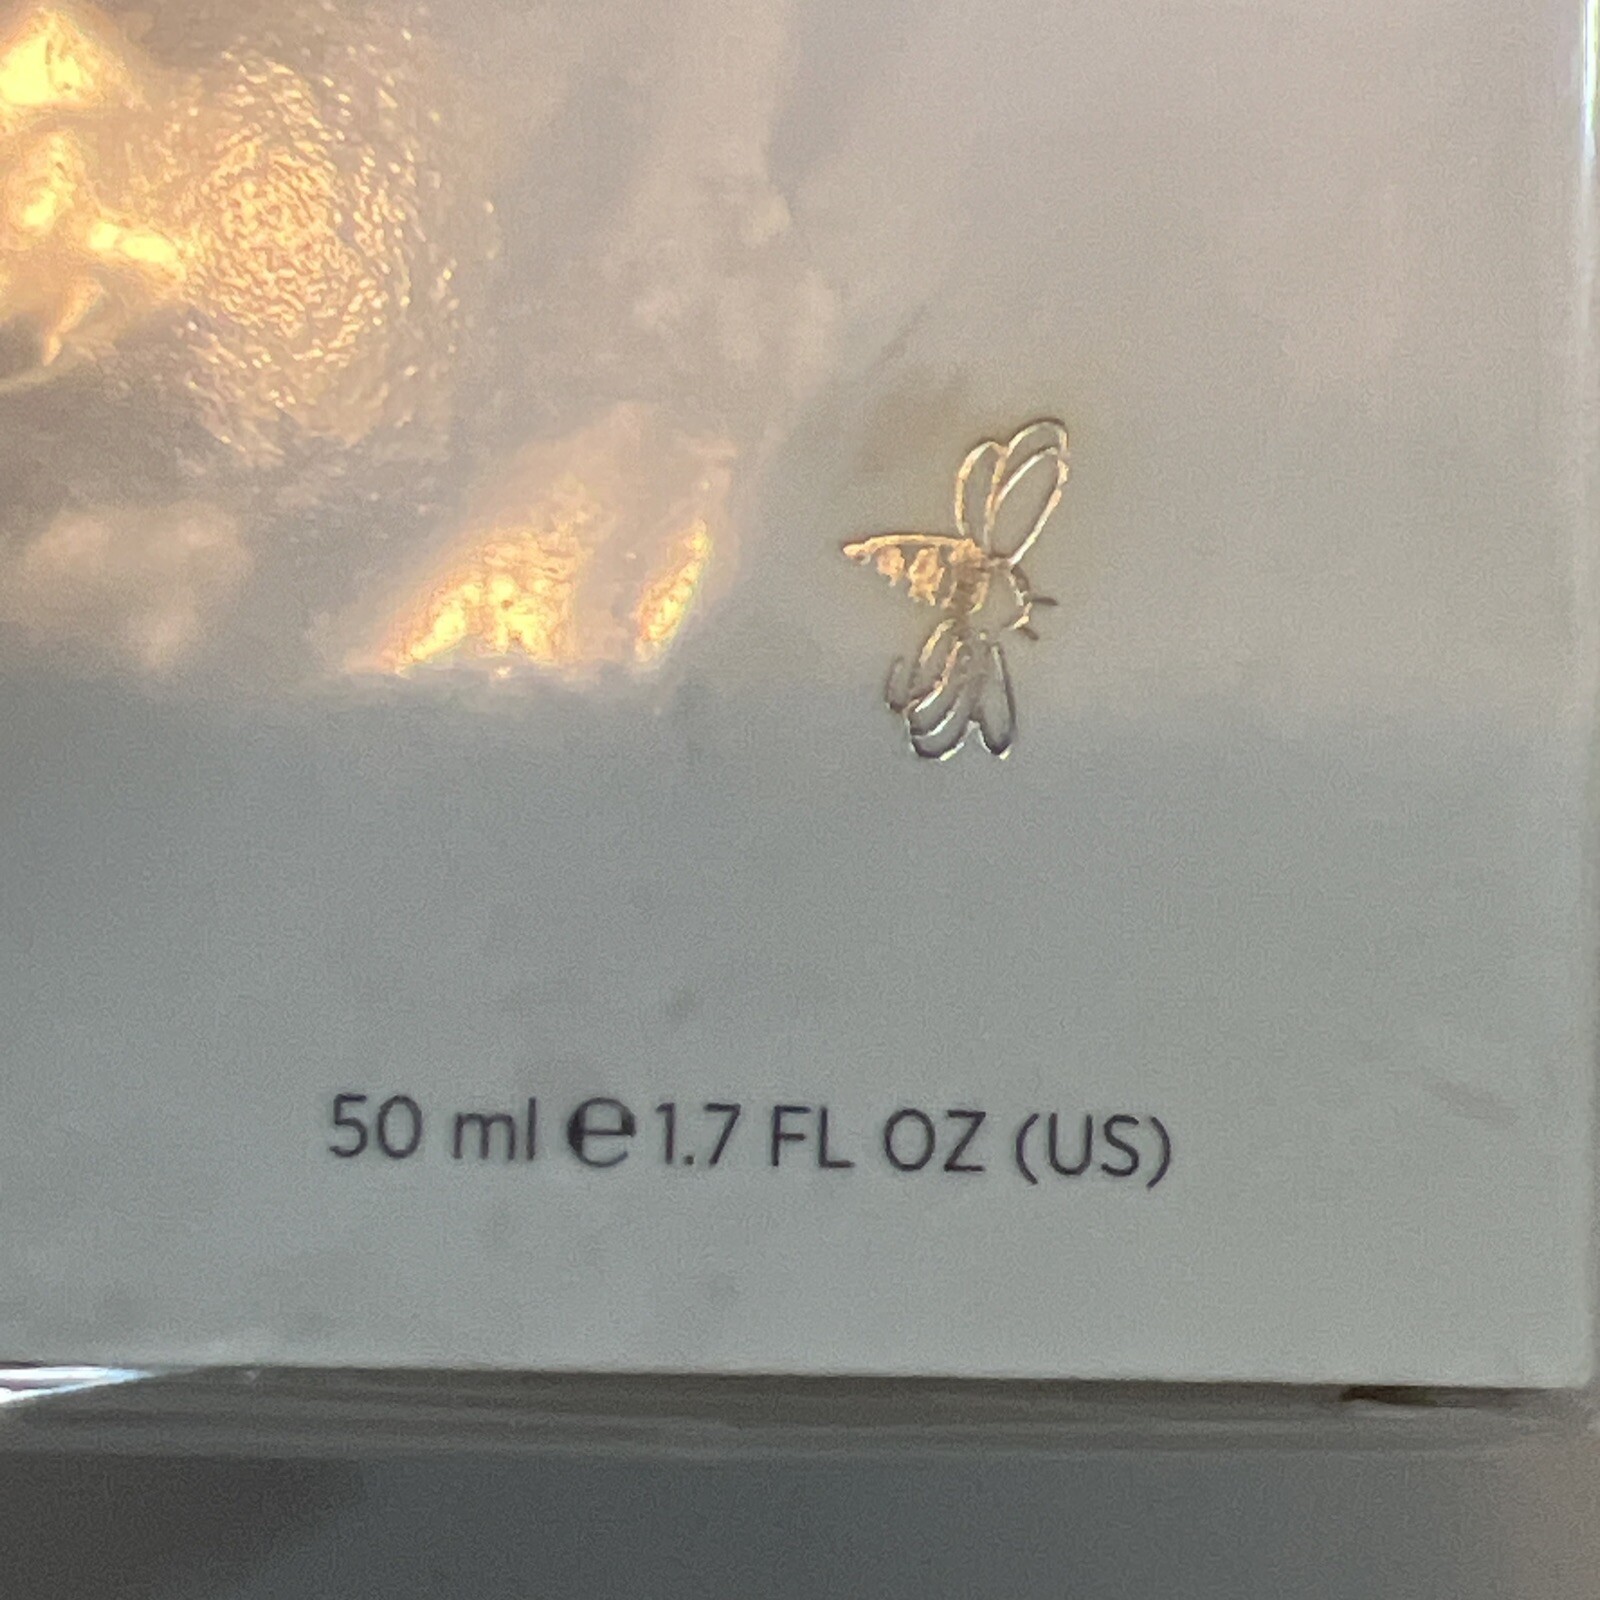 50 ml ℮ 1.7 FL OZ (US)